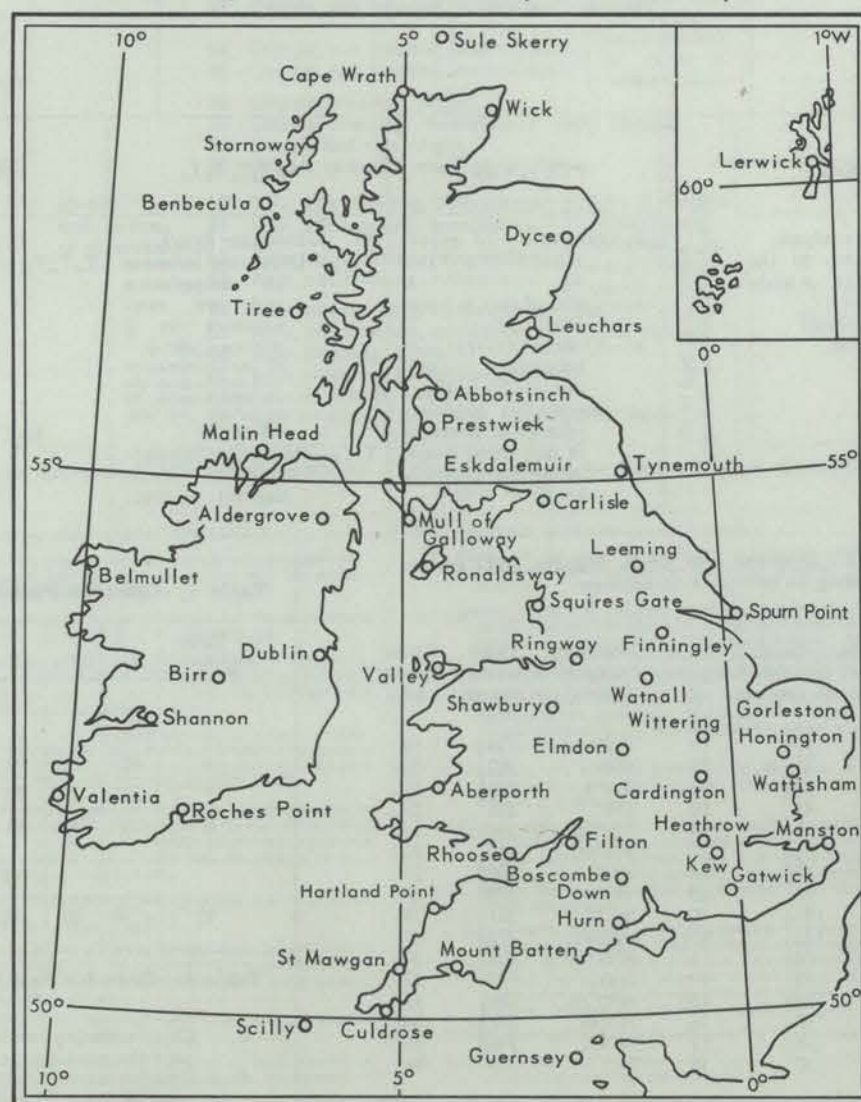 10°
5°
Sule Skerry
1°W
Cape Wrath
Wick
Stornoway
Lerwick
60°
Benbecula
Dyce
Tiree
Leuchars
0°
Abbotsinch
Prestwick
Malin Head
Eskdalemuir
55°
Tynemouth
55°
Carlisle
Aldergrove
Mull of
Galloway
Leeming
Belmullet
Ronaldsway
Squires Gate
Spurn Point
Dublin
Ringway
Finningley
Birr
Valley
Watnall
Shawbury
Wittering
Gorleston
Shannon
Honington
Elmdon
Valentia
Aberporth
Cardington
Wattisham
Roches Point
Heathrow
Manston
Filton
Rhoose
Kew
Boscombe
Down
Gatwick
Hartland Point
Hurn
St Mawgan
Mount Batten
50°
50°
Scilly
Culdrose
Guernsey
10°
5°
0°